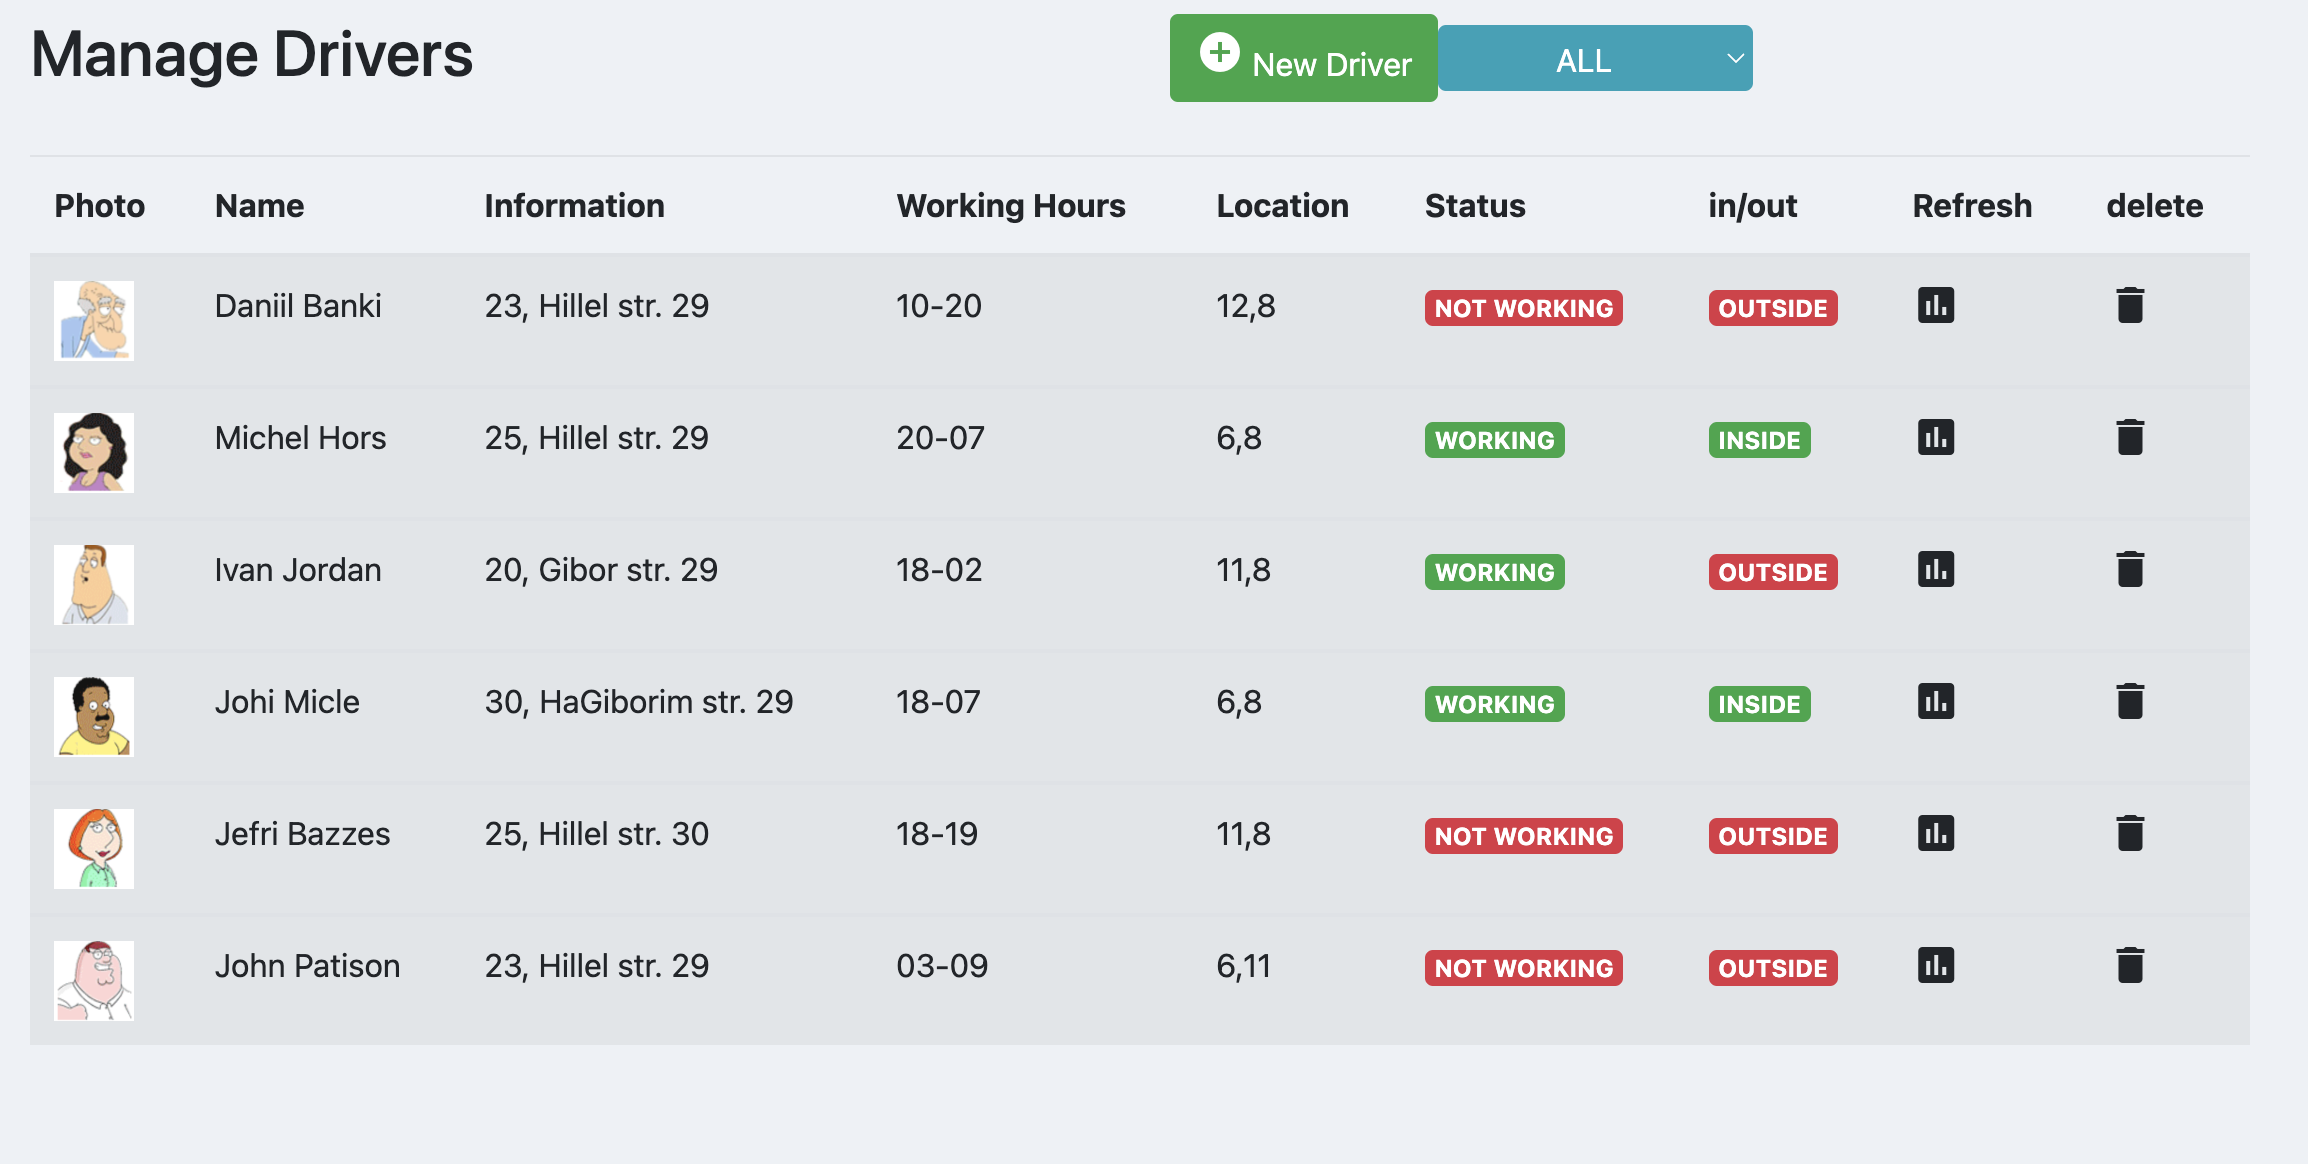 Manage Drivers
New Driver
ALL
Photo Name Information Working Hours Location Status in/out Refresh delete
Daniil Banki 23, Hillel str. 29 10-20 12,8 NOT WORKING OUTSIDE
Michel Hors 25, Hillel str. 29 20-07 6,8 WORKING INSIDE
Ivan Jordan 20, Gibor str. 29 18-02 11,8 WORKING OUTSIDE
Johi Micle 30, HaGiborim str. 29 18-07 6,8 WORKING INSIDE
Jefri Bazzes 25, Hillel str. 30 18-19 11,8 NOT WORKING OUTSIDE
John Patison 23, Hillel str. 29 03-09 6,11 NOT WORKING OUTSIDE